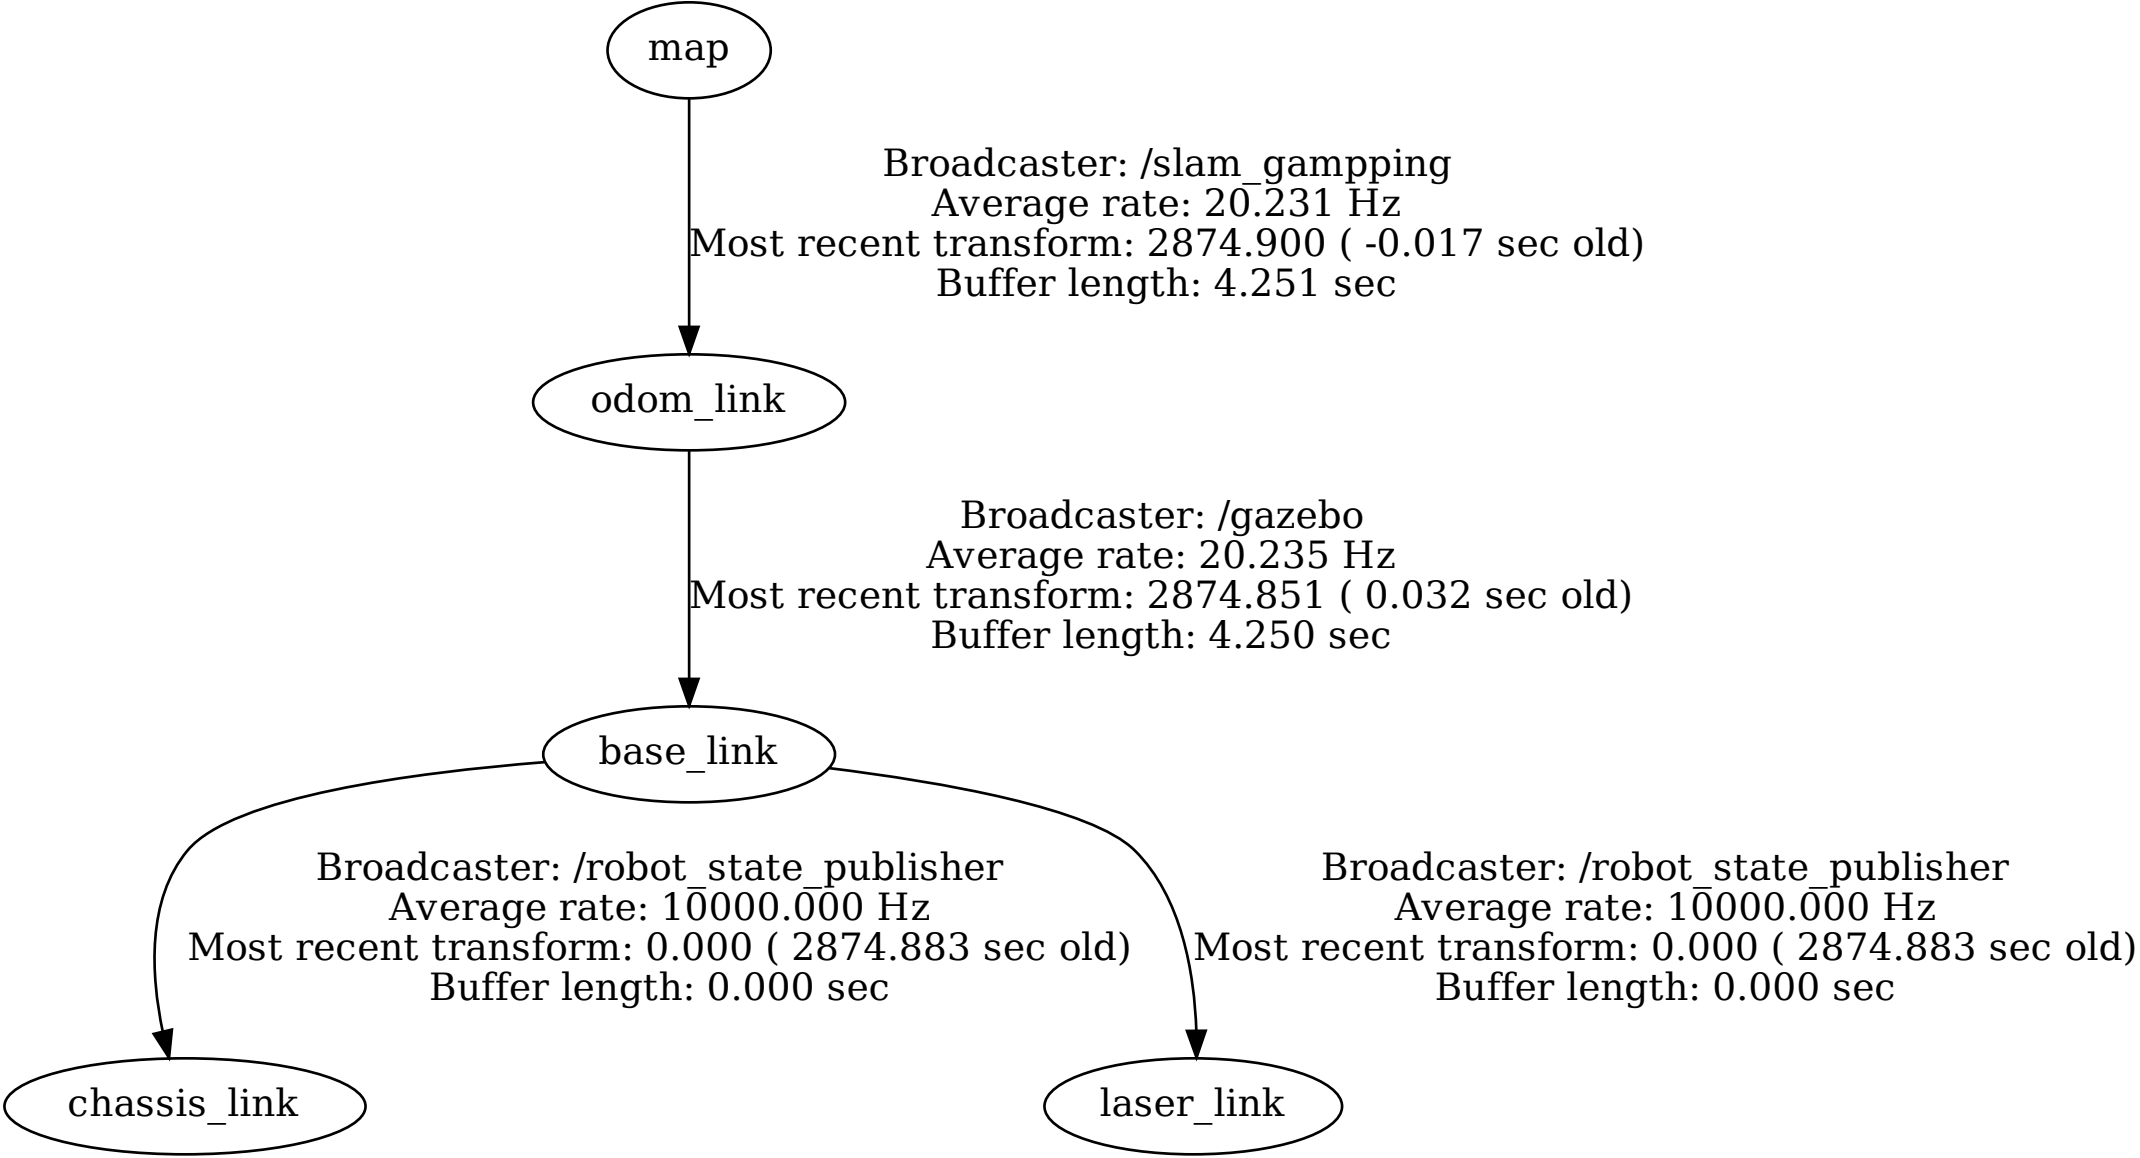 map
Broadcaster: /slam_gampping
Average rate: 20.231 Hz
Most recent transform: 2874.900 ( -0.017 sec old)
Buffer length: 4.251 sec
odom_link
Broadcaster: /gazebo
Average rate: 20.235 Hz
Most recent transform: 2874.851 ( 0.032 sec old)
Buffer length: 4.250 sec
base_link
Broadcaster: /robot_state_publisher
Average rate: 10000.000 Hz
Most recent transform: 0.000 ( 2874.883 sec old)
Buffer length: 0.000 sec
Broadcaster: /robot_state_publisher
Average rate: 10000.000 Hz
Most recent transform: 0.000 ( 2874.883 sec old)
Buffer length: 0.000 sec
chassis_link
laser_link